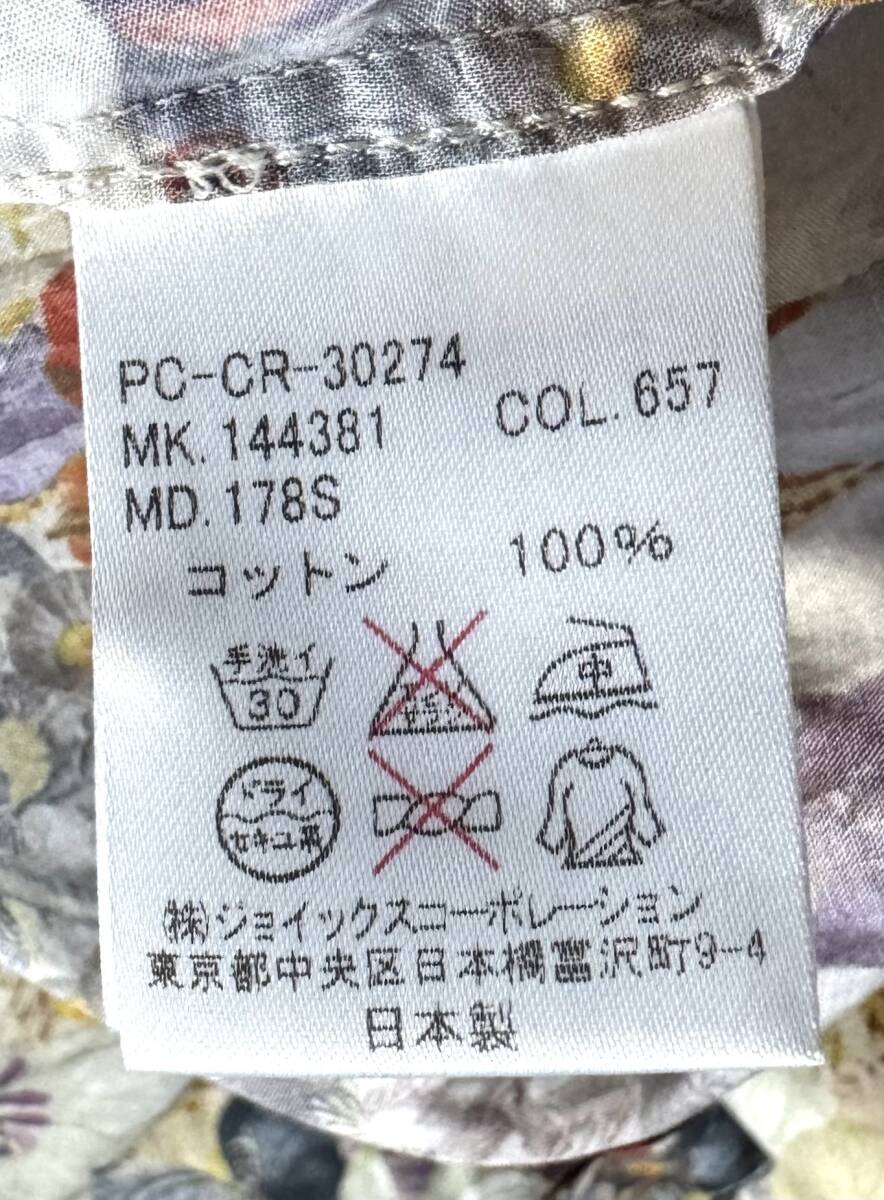 PC-CR-30274
MK.144381 COL.657
MD.178S
コットン 100%
手洗イ
30
中
ドライ
セキユ系
(株)ジョイックスコーポレーション
東京都中央区日本橋富沢町9-4
日本製